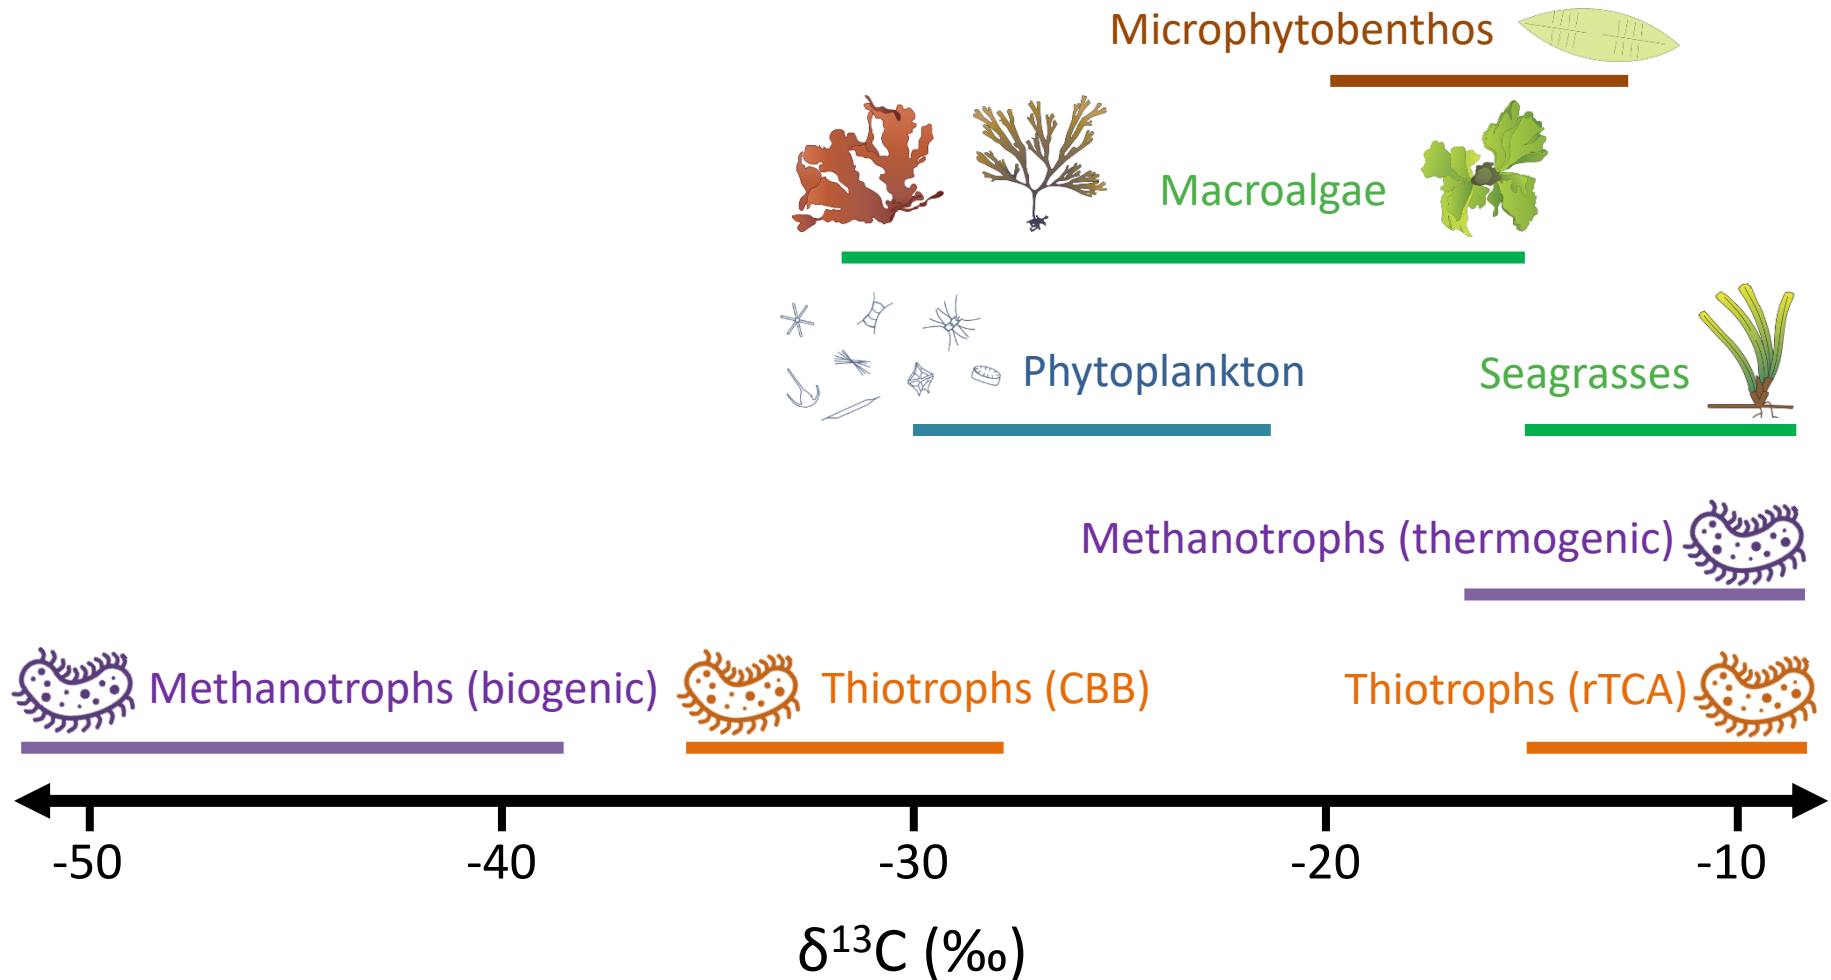 Microphytobenthos
Macroalgae
Phytoplankton
Seagrasses
Methanotrophs (thermogenic)
Methanotrophs (biogenic)
Thiotrophs (CBB)
Thiotrophs (rTCA)
-50 -40 -30 -20 -10
δ¹³C (‰)